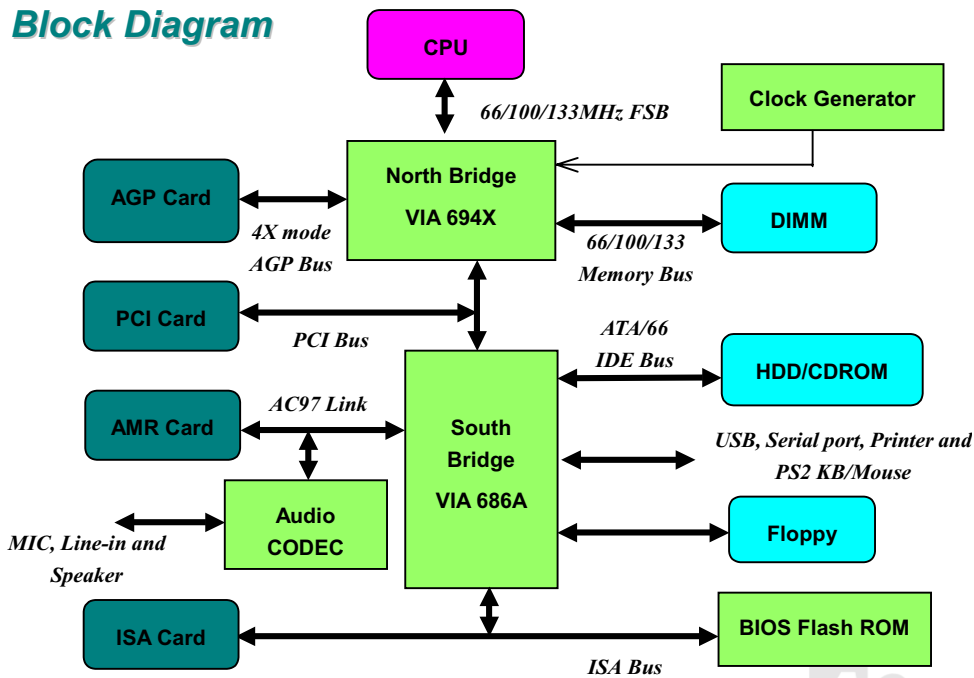 Block Diagram
CPU
66/100/133MHz FSB
Clock Generator
North Bridge
VIA 694X
AGP Card
4X mode
AGP Bus
DIMM
66/100/133
Memory Bus
PCI Card
PCI Bus
ATA/66
IDE Bus
HDD/CDROM
AMR Card
AC97 Link
South
Bridge
VIA 686A
USB, Serial port, Printer and
PS2 KB/Mouse
Audio
CODEC
MIC, Line-in and
Speaker
Floppy
ISA Card
BIOS Flash ROM
ISA Bus